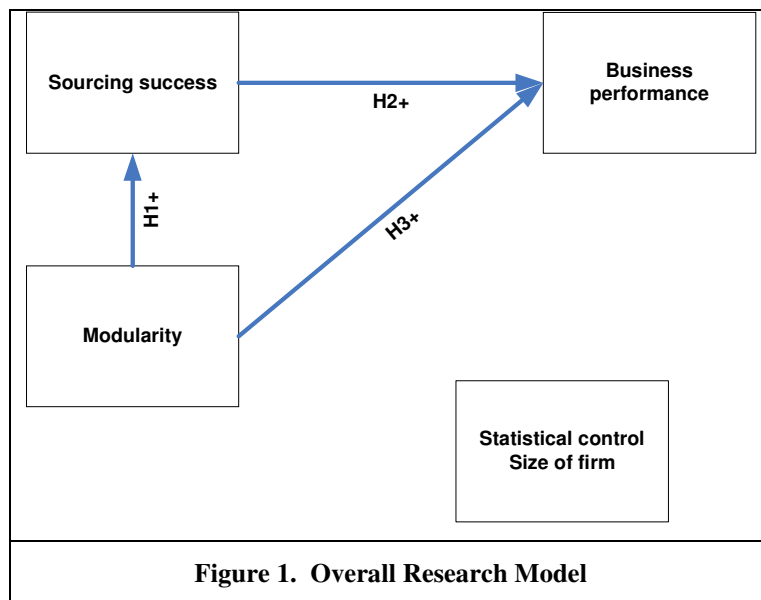 Sourcing success
Business
performance
H2+
H1+
H3+
Modularity
Statistical control
Size of firm
Figure 1. Overall Research Model